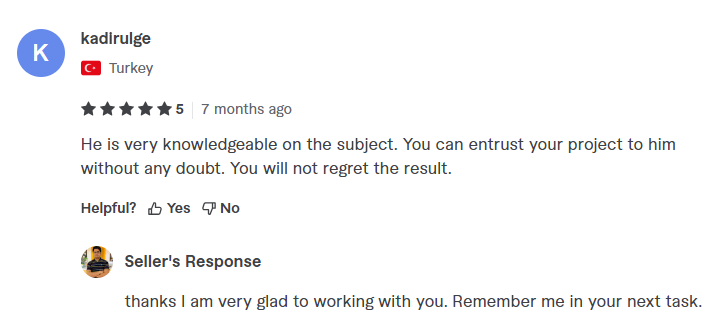 K
kadirulge
Turkey
5 7 months ago
He is very knowledgeable on the subject. You can entrust your project to him
without any doubt. You will not regret the result.
Helpful? Yes No
Seller's Response
thanks I am very glad to working with you. Remember me in your next task.